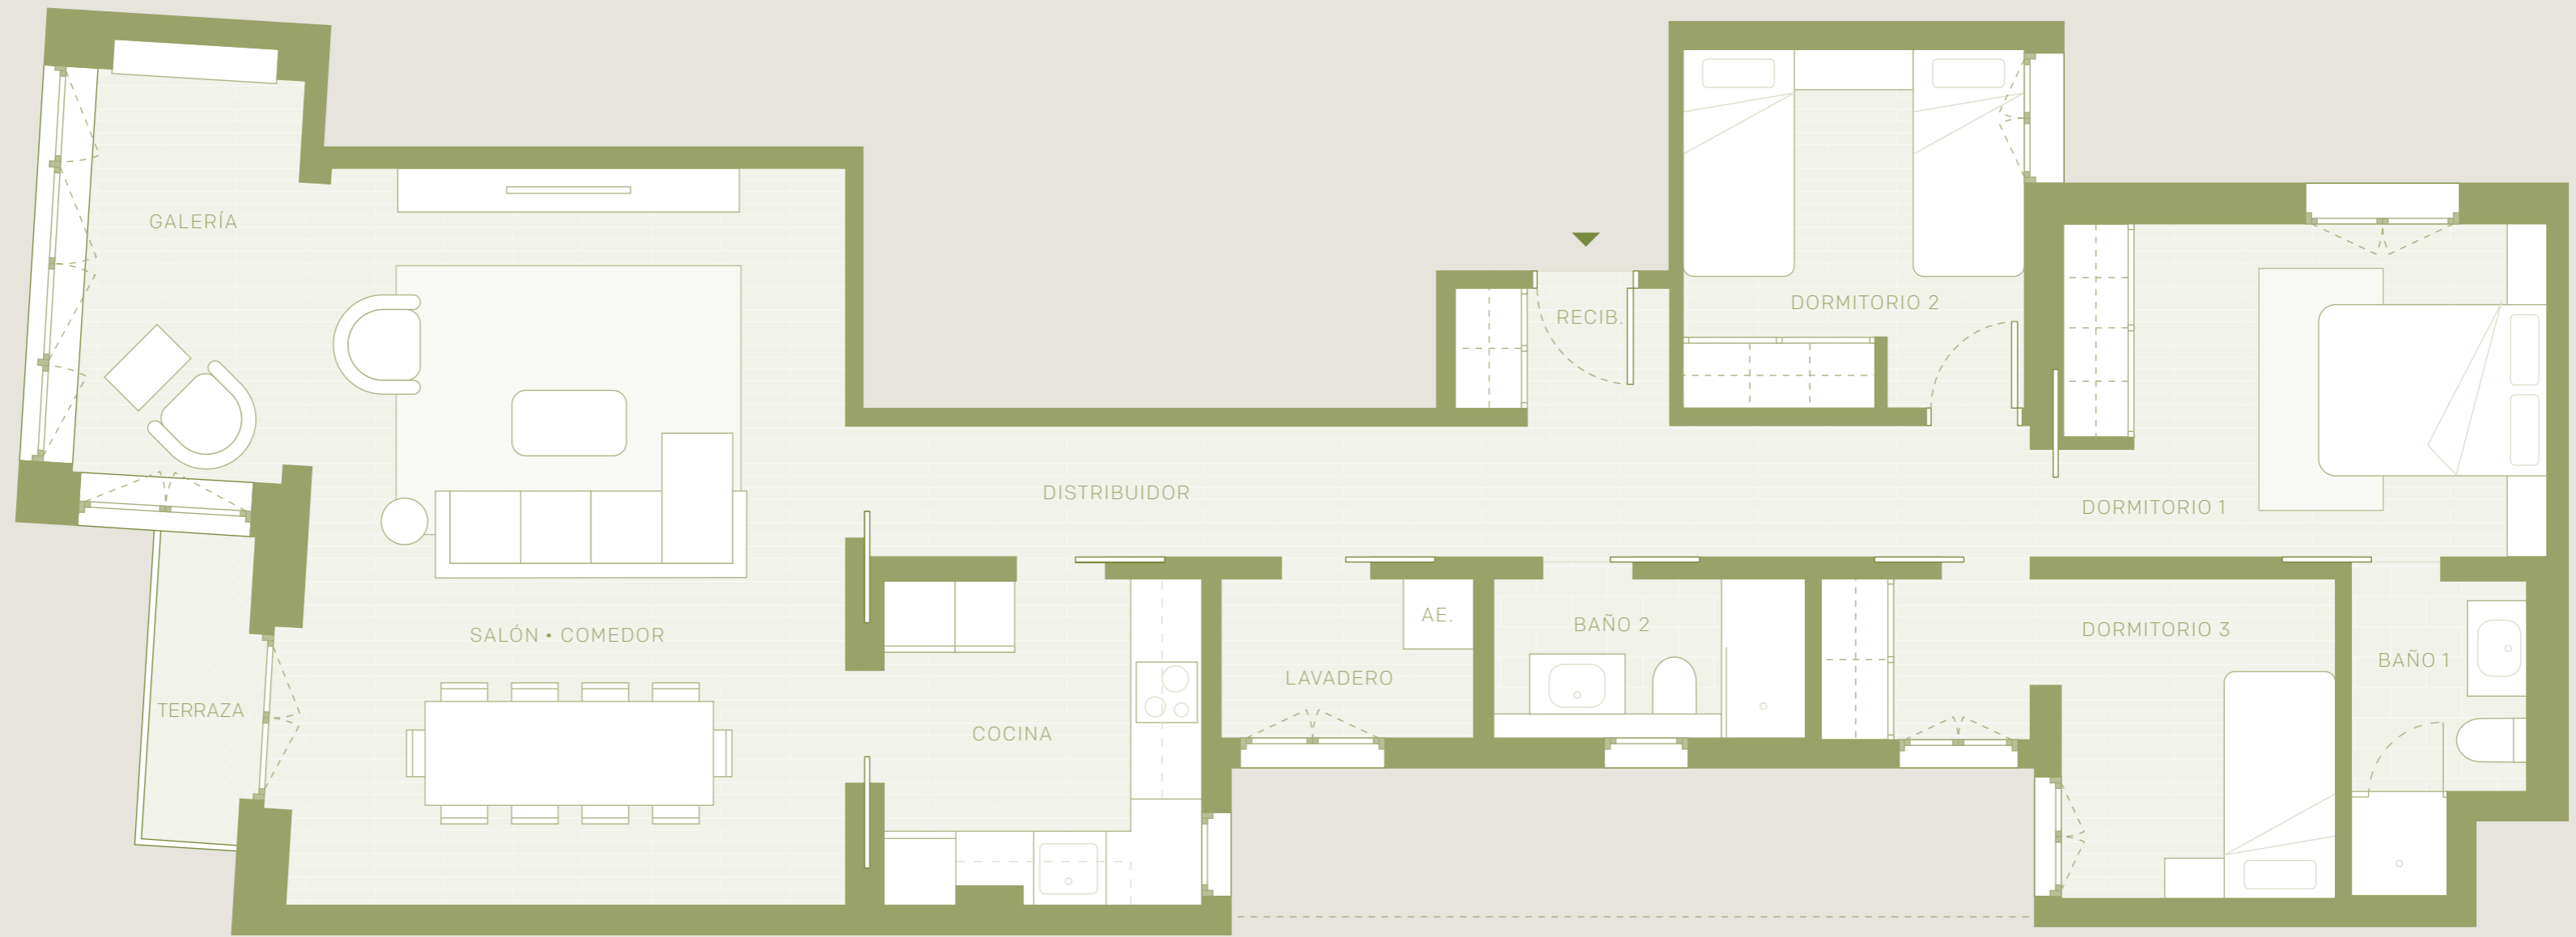 GALERÍA
RECIB.
DORMITORIO 2
DISTRIBUIDOR
DORMITORIO 1
SALÓN • COMEDOR
AE.
BAÑO 2
DORMITORIO 3
LAVADERO
BAÑO 1
TERRAZA
COCINA